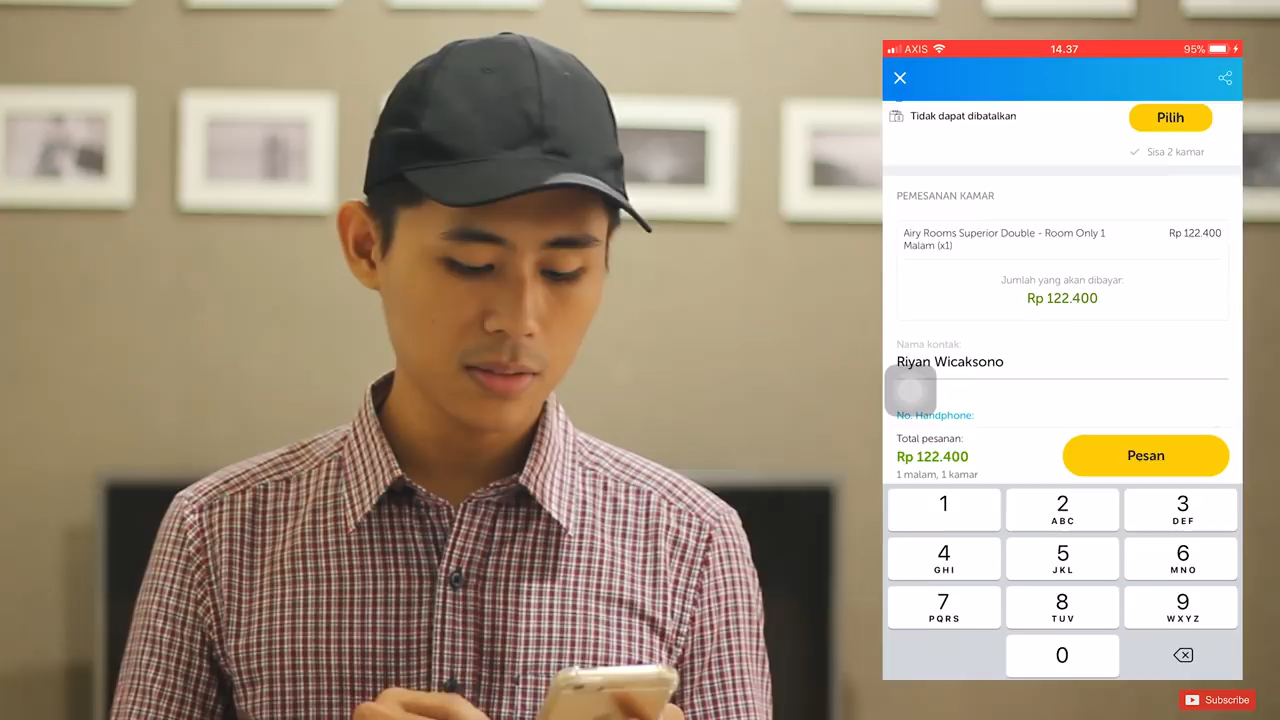 AXIS
14.37
95%
Tidak dapat dibatalkan
Pilih
Sisa 2 kamar
PEMESANAN KAMAR
Airy Rooms Superior Double - Room Only 1
Malam (x1)
Rp 122.400
Jumlah yang akan dibayar:
Rp 122.400
Nama kontak:
Riyan Wicaksono
No. Handphone:
Total pesanan:
Rp 122.400
1 malam, 1 kamar
Pesan
1
2
ABC
3
DEF
4
GHI
5
JKL
6
MNO
7
PQRS
8
TUV
9
WXYZ
0
Subscribe